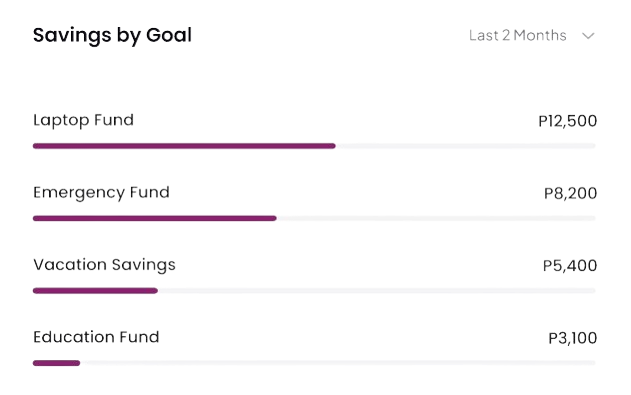 Savings by Goal
Last 2 Months
Laptop Fund
P12,500
Emergency Fund
P8,200
Vacation Savings
P5,400
Education Fund
P3,100